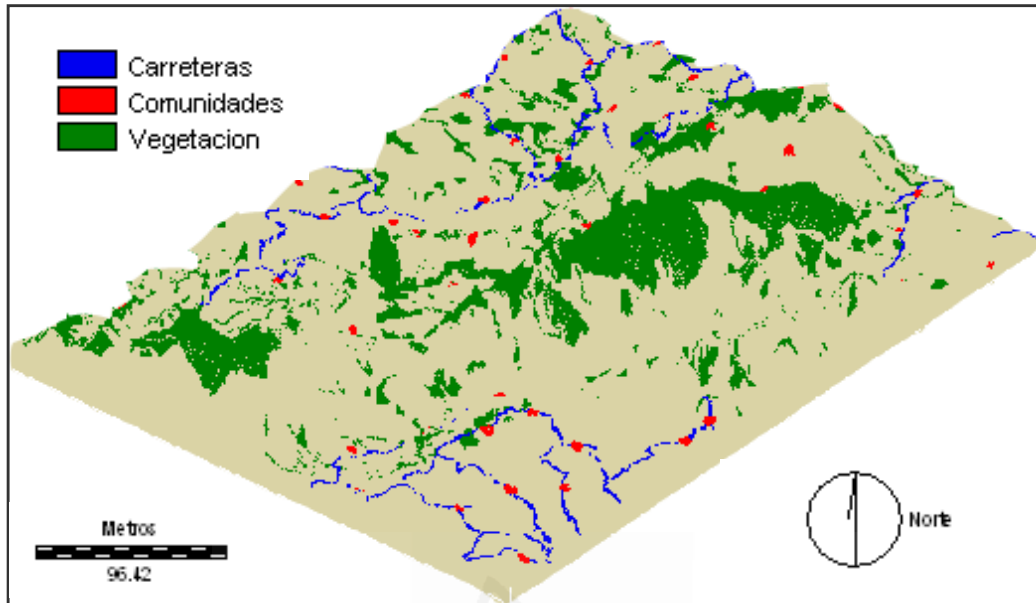 Carreteras
Comunidades
Vegetacion
Metros
96.42
Norte